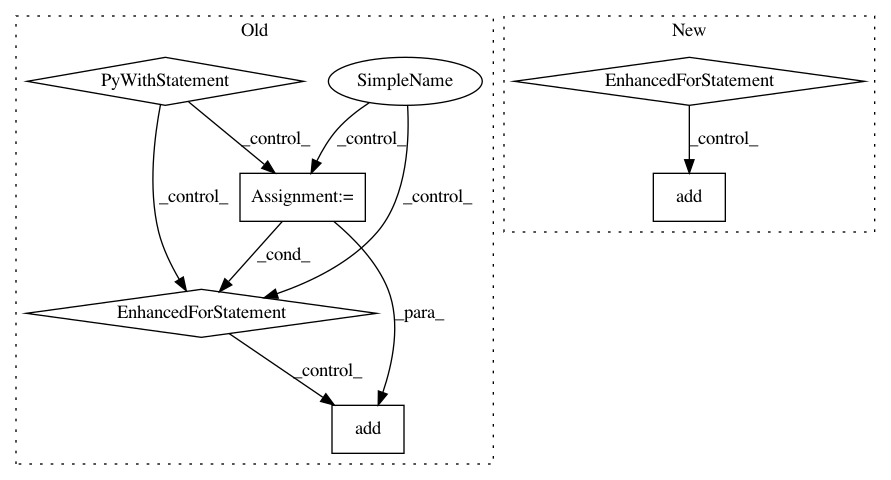 Old
New
PyWithStatement
SimpleName
EnhancedForStatement
_control_
_control_
_control_
Assignment:=
add
_control_
_control_
_cond_
EnhancedForStatement
_para_
_control_
add